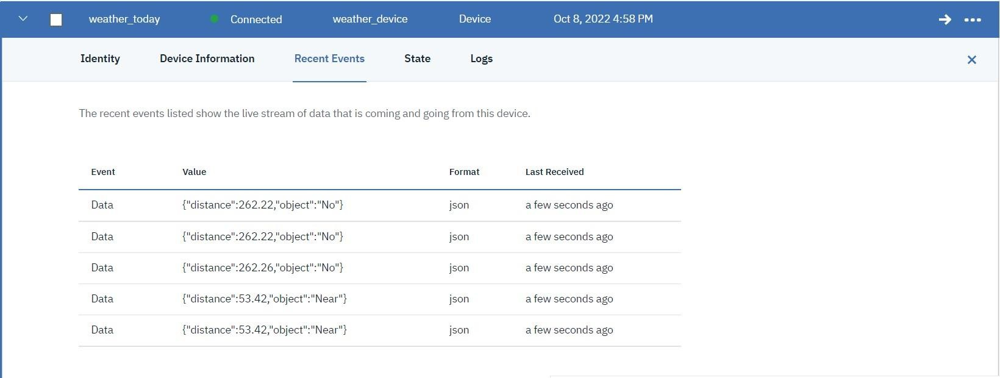 weather_today Connected weather_device Device Oct 8, 2022 4:58 PM
Identity Device Information Recent Events State Logs
The recent events listed show the live stream of data that is coming and going from this device.
Event Value Format Last Received
Data {"distance":262.22,"object":"No"} json a few seconds ago
Data {"distance":262.22,"object":"No"} json a few seconds ago
Data {"distance":262.26,"object":"No"} json a few seconds ago
Data {"distance":53.42,"object":"Near"} json a few seconds ago
Data {"distance":53.42,"object":"Near"} json a few seconds ago